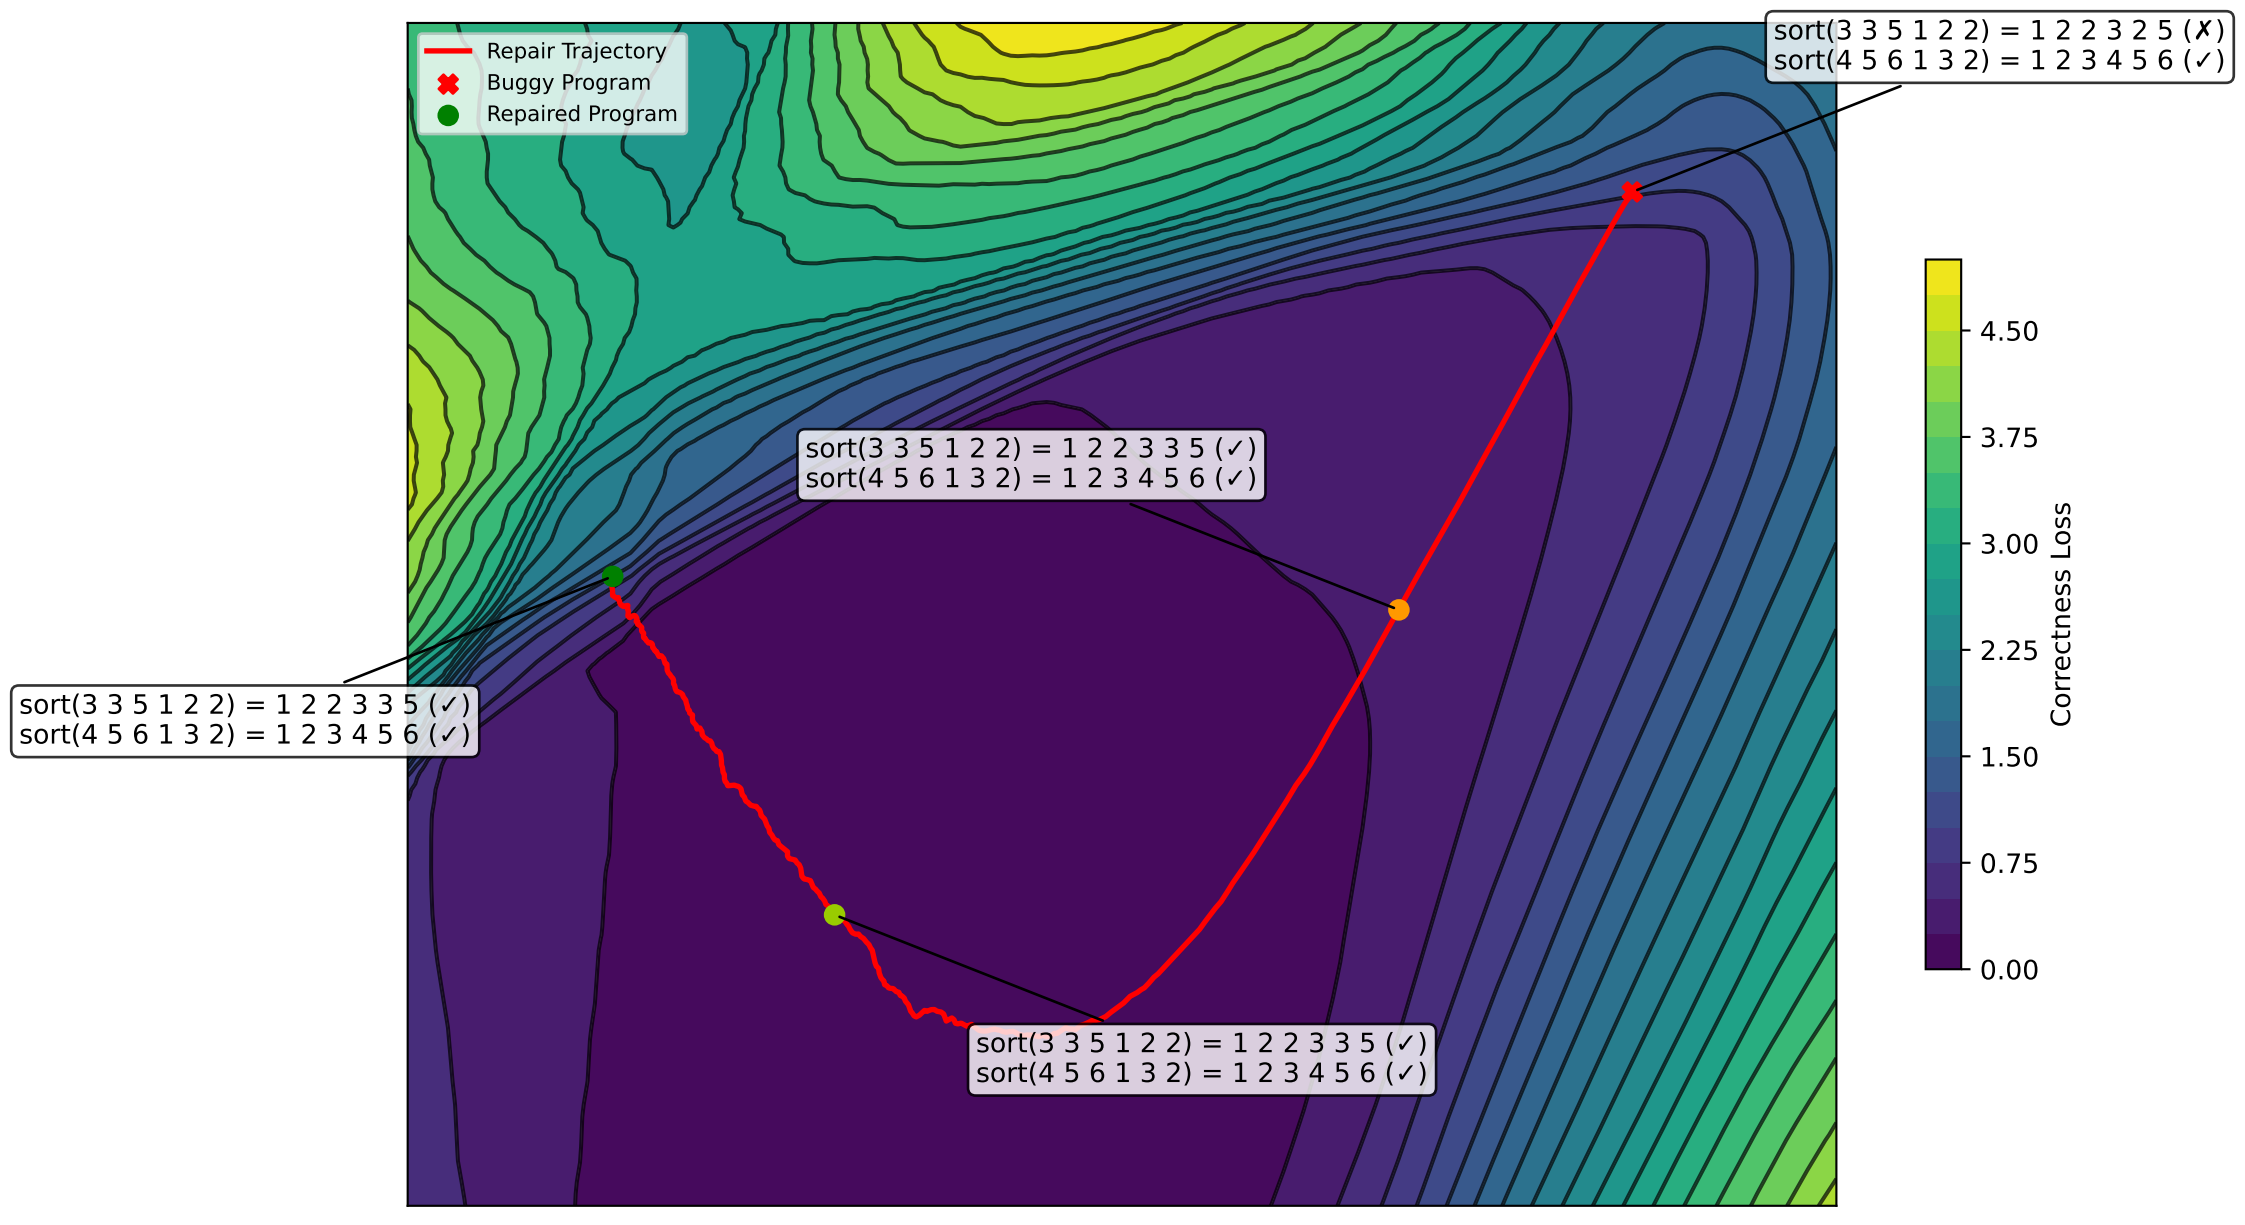 Repair Trajectory
Buggy Program
Repaired Program
sort(3 3 5 1 2 2) = 1 2 2 3 2 5 (✗)
sort(4 5 6 1 3 2) = 1 2 3 4 5 6 (✓)
sort(3 3 5 1 2 2) = 1 2 2 3 3 5 (✓)
sort(4 5 6 1 3 2) = 1 2 3 4 5 6 (✓)
sort(3 3 5 1 2 2) = 1 2 2 3 3 5 (✓)
sort(4 5 6 1 3 2) = 1 2 3 4 5 6 (✓)
sort(3 3 5 1 2 2) = 1 2 2 3 3 5 (✓)
sort(4 5 6 1 3 2) = 1 2 3 4 5 6 (✓)
4.50
3.75
3.00
2.25
1.50
0.75
0.00
Correctness Loss